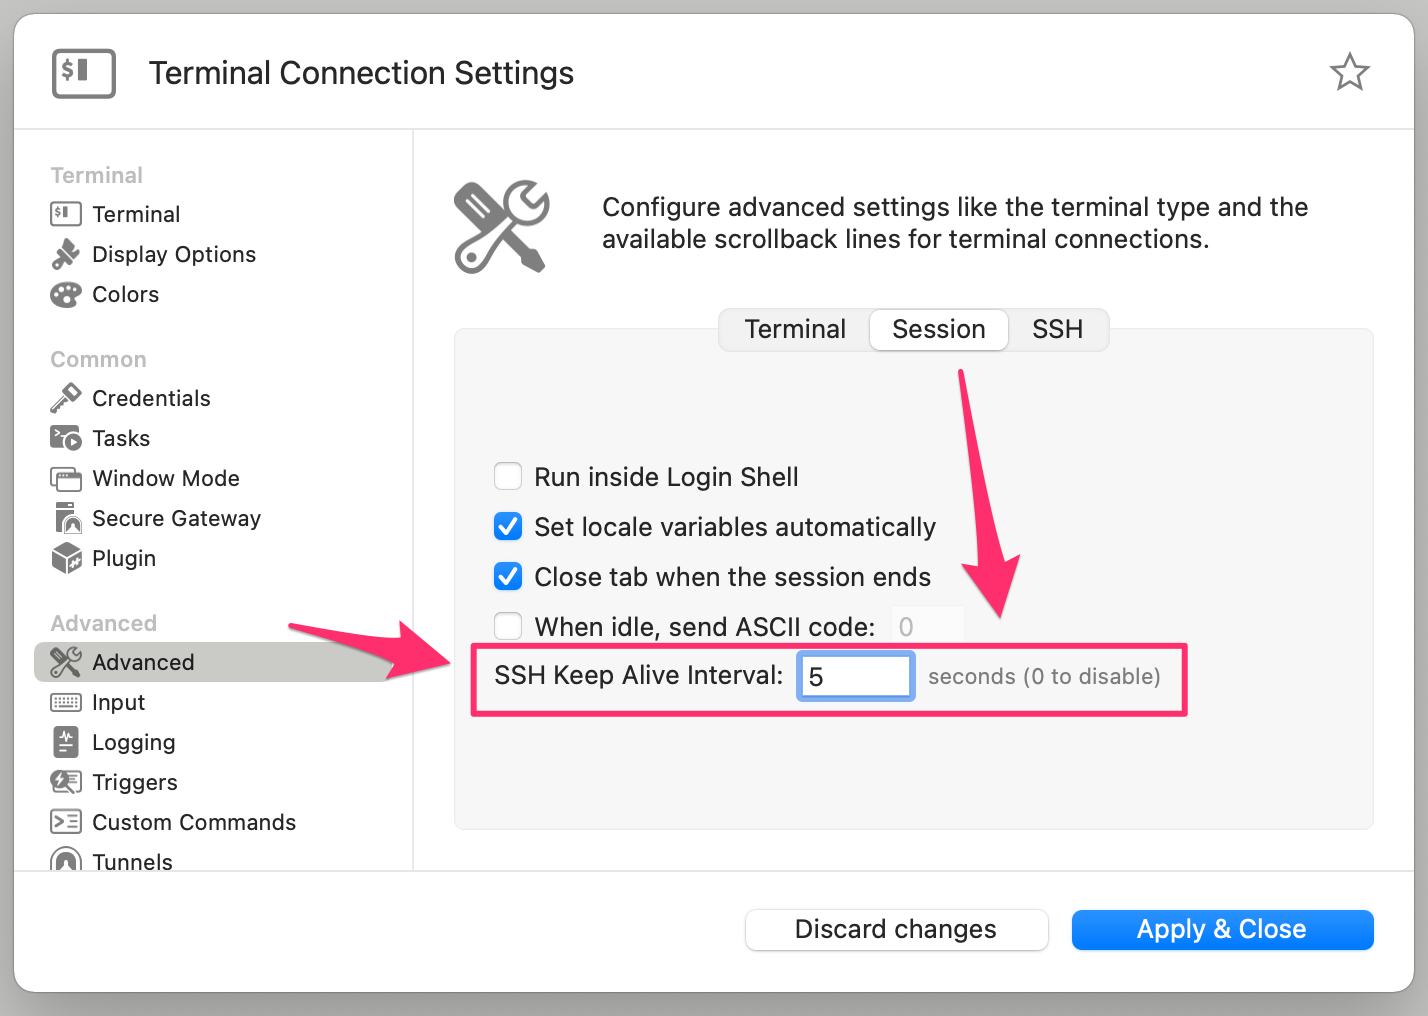 Terminal Connection Settings
Terminal
Terminal
Display Options
Colors
Common
Credentials
Tasks
Window Mode
Secure Gateway
Plugin
Advanced
Advanced
Input
Logging
Triggers
Custom Commands
Tunnels
Configure advanced settings like the terminal type and the
available scrollback lines for terminal connections.
Terminal Session SSH
Run inside Login Shell
Set locale variables automatically
Close tab when the session ends
When idle, send ASCII code: 0
SSH Keep Alive Interval: 5 seconds (0 to disable)
Discard changes Apply & Close